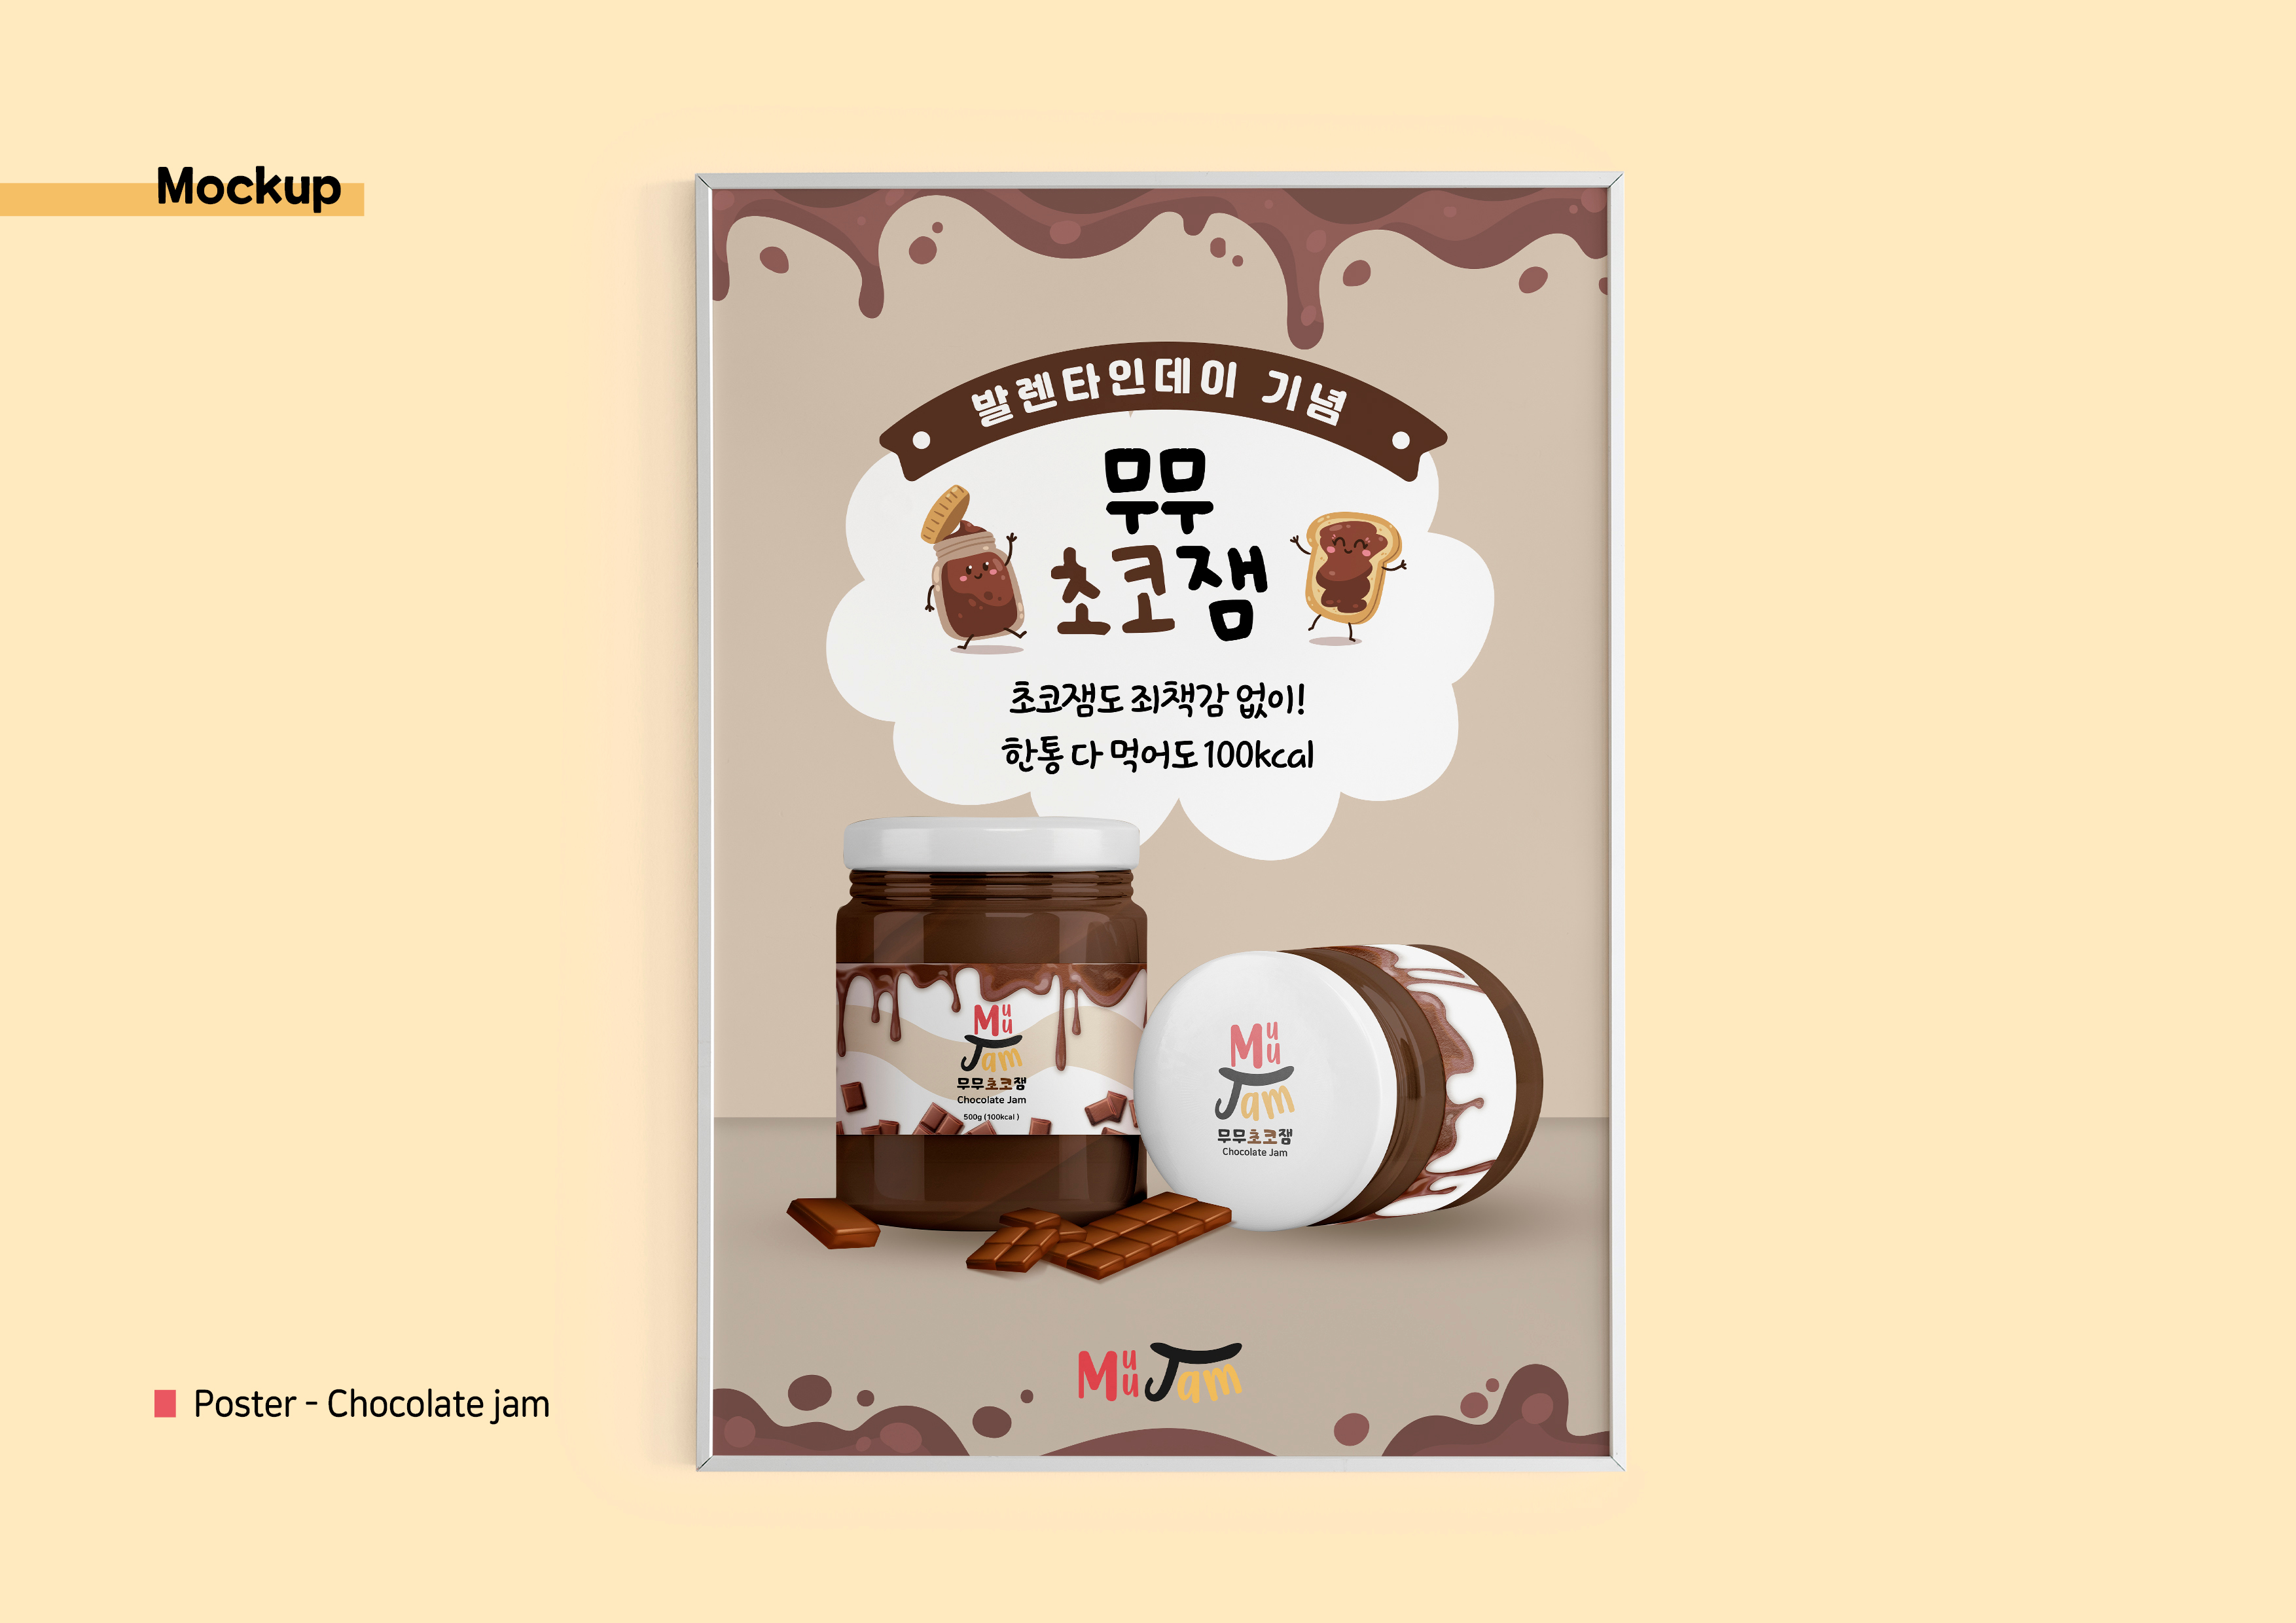 Mockup
발렌타인데이 기념
무무
초코잼
초코잼도 죄책감 없이!
한통 다 먹어도 100kcal
Muu
Jam
무무초코잼
Chocolate Jam
500g (100kcal )
Muu
Jam
무무초코잼
Chocolate Jam
Muu Jam
Poster - Chocolate jam